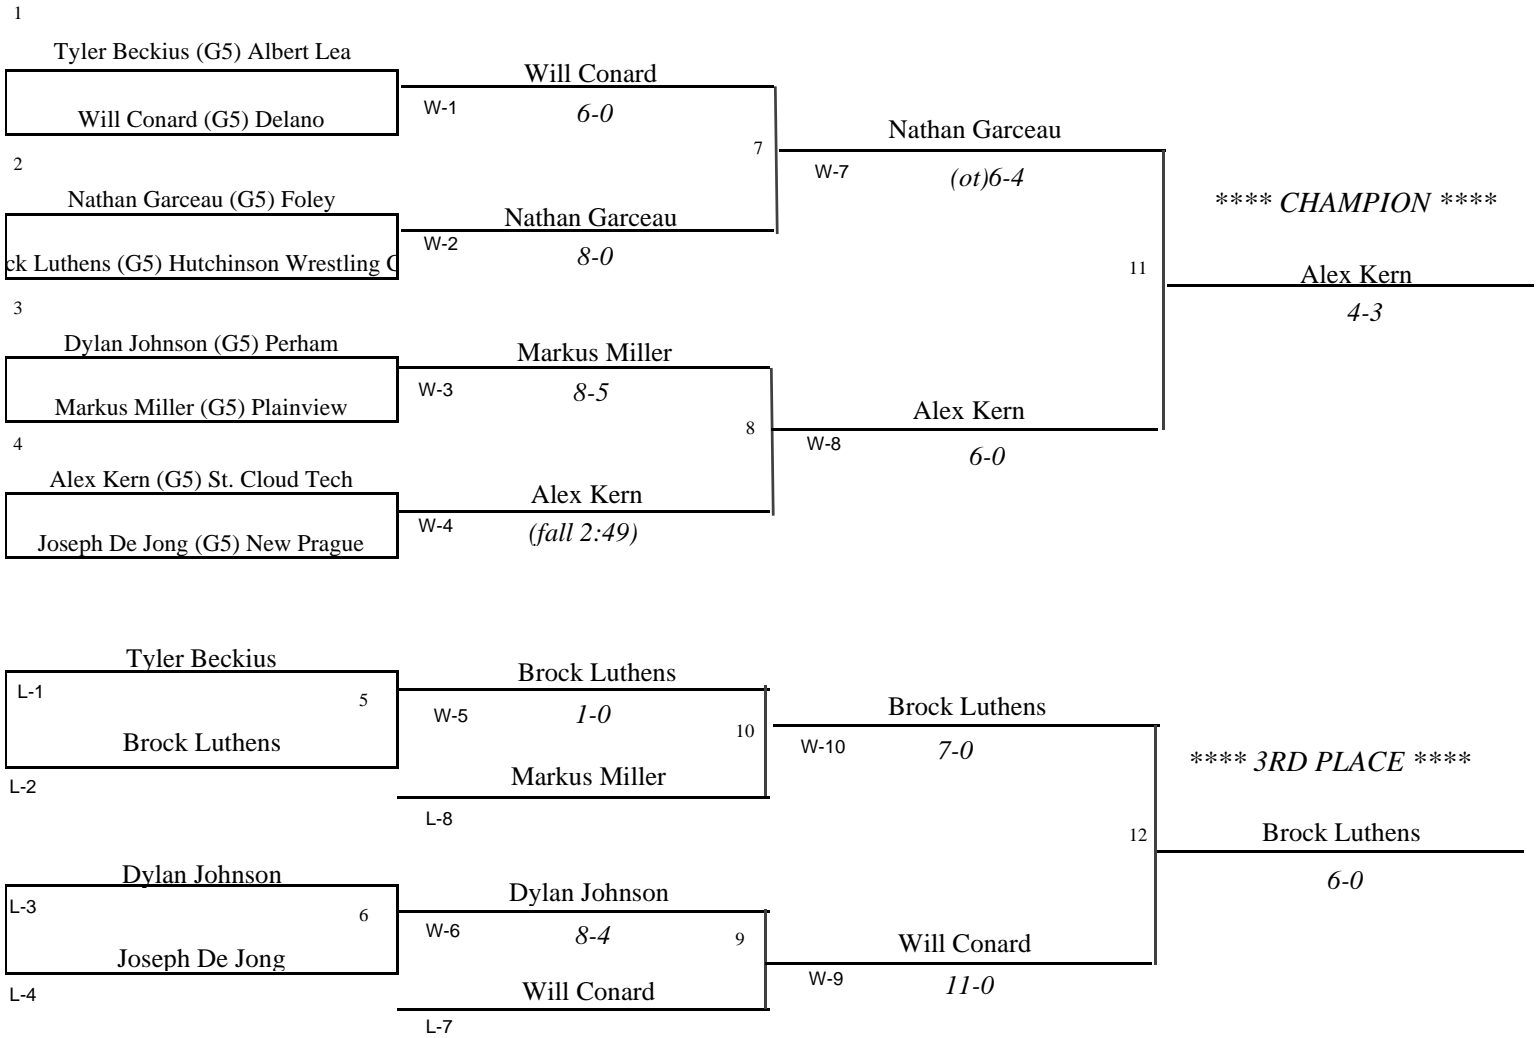 1
Tyler Beckius (G5) Albert Lea
Will Conard (G5) Delano
2
Nathan Garceau (G5) Foley
ck Luthens (G5) Hutchinson Wrestling C
3
Dylan Johnson (G5) Perham
Markus Miller (G5) Plainview
4
Alex Kern (G5) St. Cloud Tech
Joseph De Jong (G5) New Prague
Will Conard
W-1
6-0
Nathan Garceau
W-2
8-0
Markus Miller
W-3
8-5
Alex Kern
W-4
(fall 2:49)
7
Nathan Garceau
W-7
(ot)6-4
8
Alex Kern
W-8
6-0
11
**** CHAMPION ****
Alex Kern
4-3
Tyler Beckius
L-1
5
Brock Luthens
L-2
Dylan Johnson
L-3
6
Joseph De Jong
L-4
Brock Luthens
W-5
1-0
10
Markus Miller
L-8
Dylan Johnson
W-6
8-4
9
Will Conard
L-7
Brock Luthens
W-10
7-0
Will Conard
W-9
11-0
12
**** 3RD PLACE ****
Brock Luthens
6-0